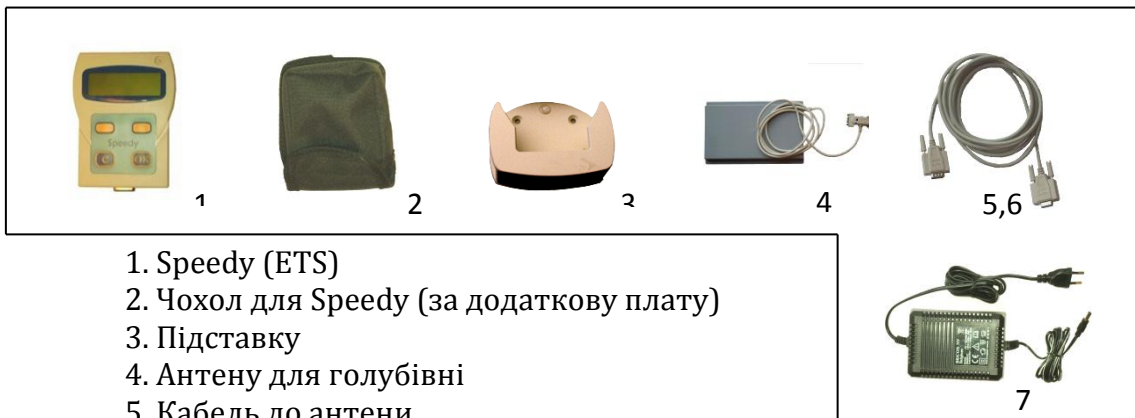 Speedy
C OK
1
2
3
4
5,6
1. Speedy (ETS)
2. Чохол для Speedy (за додаткову плату)
3. Підставку
4. Антену для голубівні
5. Кабель до антени
7